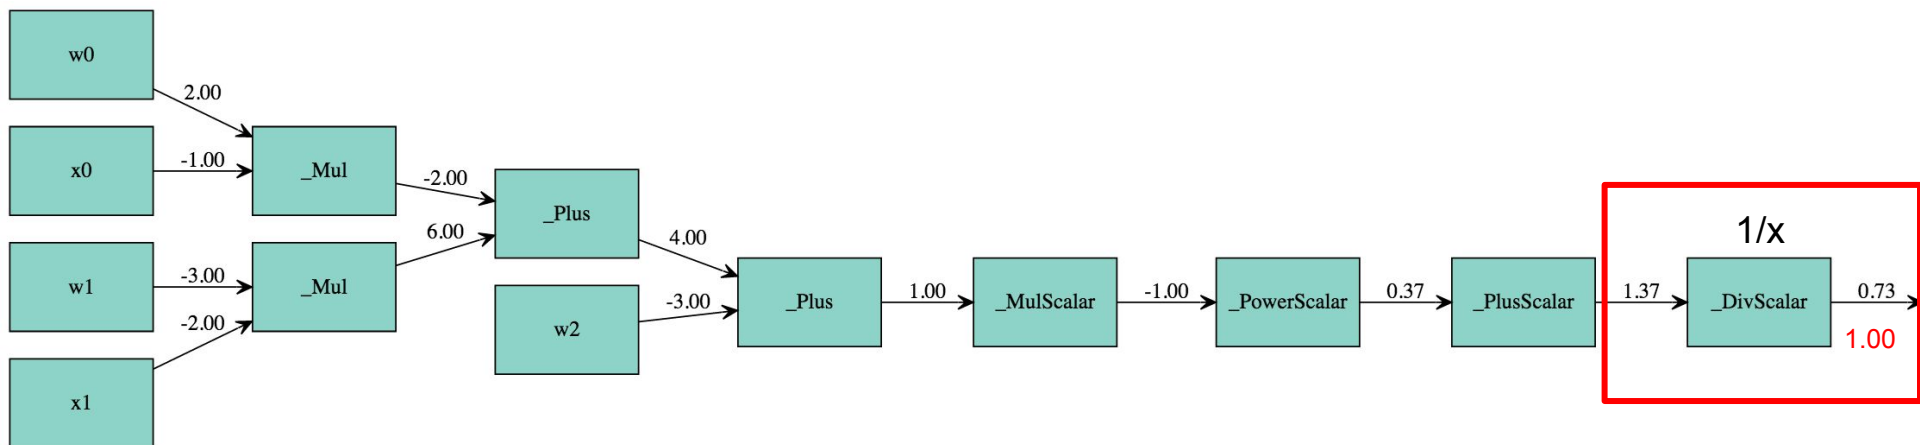 w0
2.00
x0
-1.00
_Mul
-2.00
w1
-3.00
_Mul
6.00
-2.00
x1
_Plus
4.00
w2
-3.00
_Plus
1.00
_MulScalar
-1.00
_PowerScalar
0.37
_PlusScalar
1.37
1/x
_DivScalar
0.73
1.00